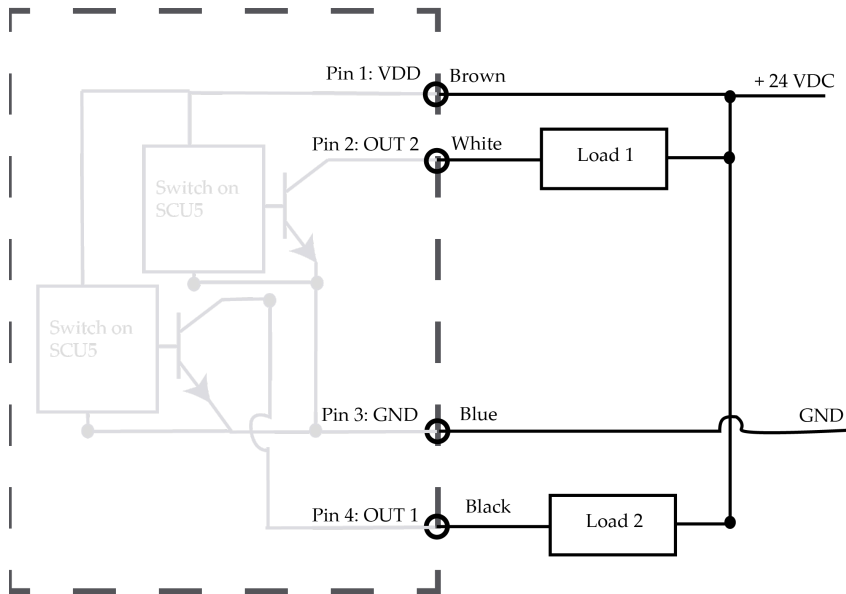 Pin 1: VDD
Brown
+ 24 VDC
Pin 2: OUT 2
White
Load 1
Switch on
SCU5
Switch on
SCU5
Pin 3: GND
Blue
GND
Pin 4: OUT 1
Black
Load 2